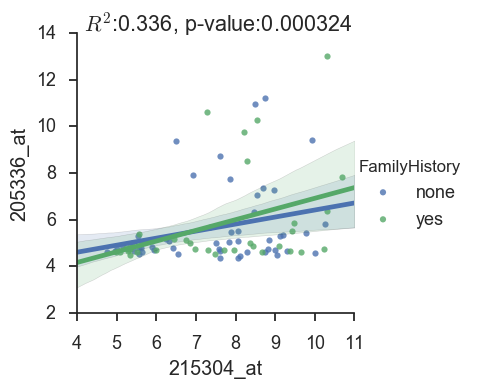 R²:0.336, p-value:0.000324
14
12
10
8
6
4
2
205336_at
4 5 6 7 8 9 10 11
215304_at
FamilyHistory
none
yes